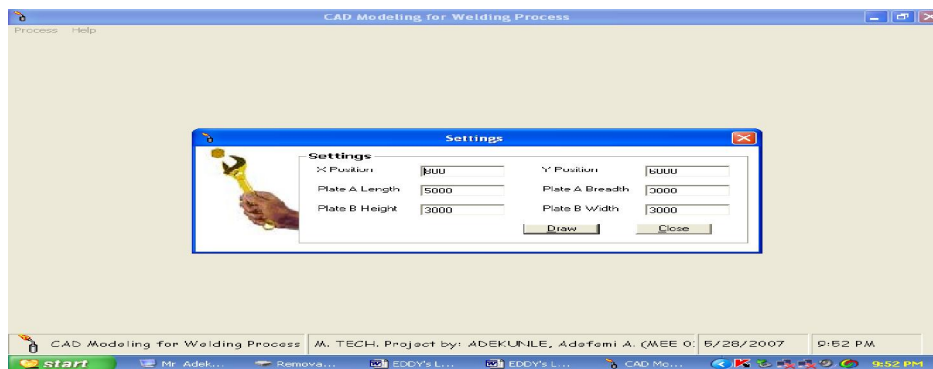 CAD Modeling for Welding Process
Process Help
Settings
Settings
X Position 800 Y Position 6000
Plate A Length 5000 Plate A Breadth 3000
Plate B Height 3000 Plate B Width 3000
Draw Close
CAD Modeling for Welding Process M. TECH. Project by: ADEKUNLE, Adefemi A. (MEE 0 5/28/2007 9:52 PM
start Mr Adek... Remova... EDDY's L... EDDY's L... CAD Mo... 9:52 PM